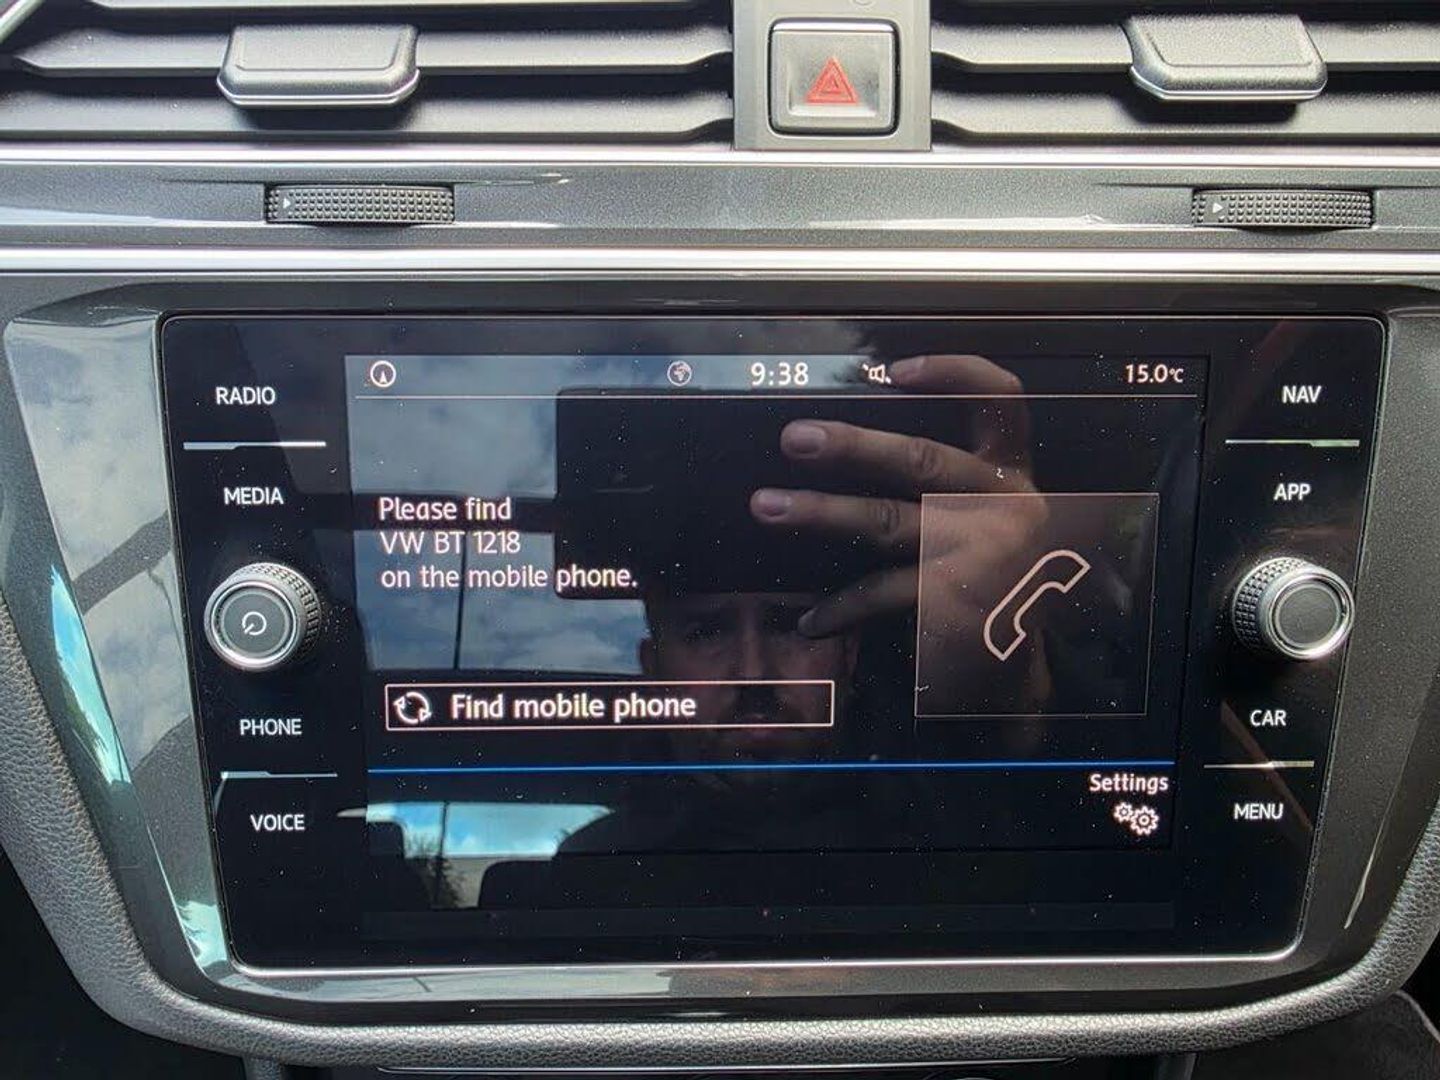 9:38
15.0°C
RADIO
MEDIA
PHONE
VOICE
Please find
VW BT 1218
on the mobile phone.
Find mobile phone
Settings
NAV
APP
CAR
MENU